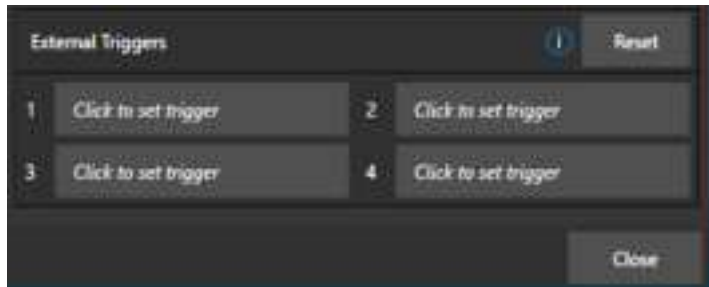 External Triggers i Reset
1 Click to set trigger 2 Click to set trigger
3 Click to set trigger 4 Click to set trigger
Close